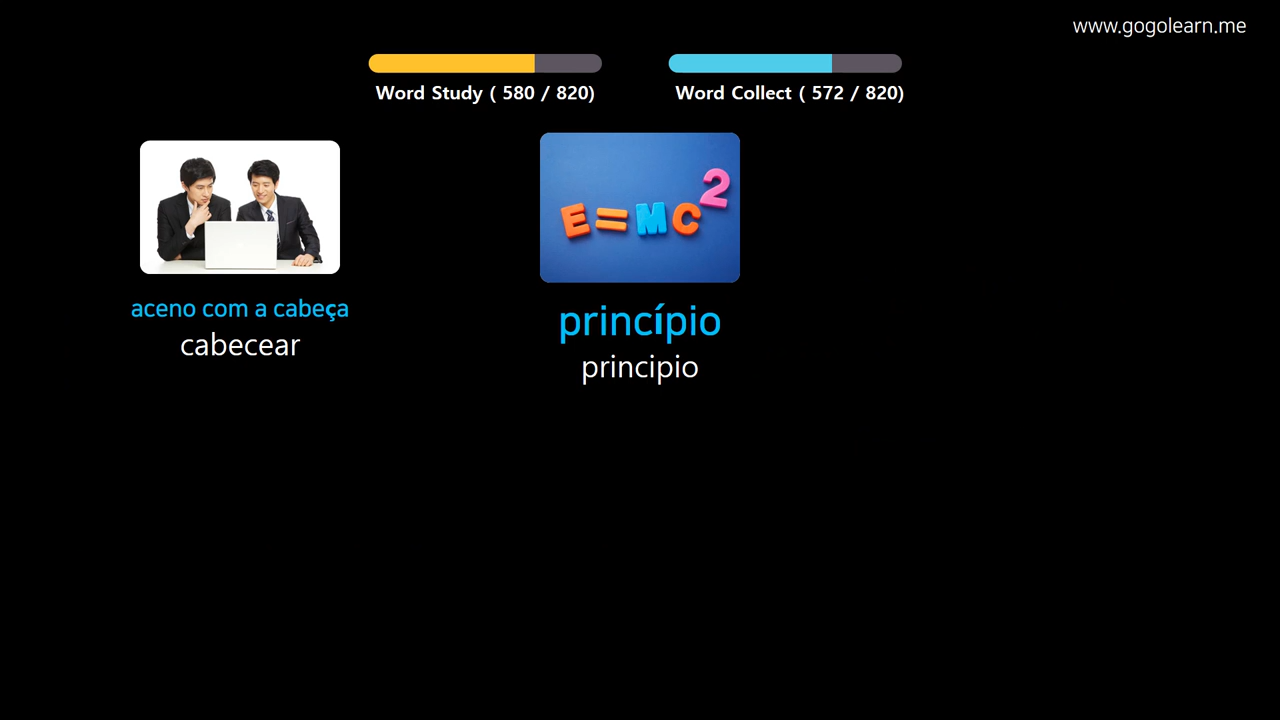 www.gogolearn.me
Word Study ( 580 / 820)
Word Collect ( 572 / 820)
E=MC2
aceno com a cabeça
cabecear
princípio
principio